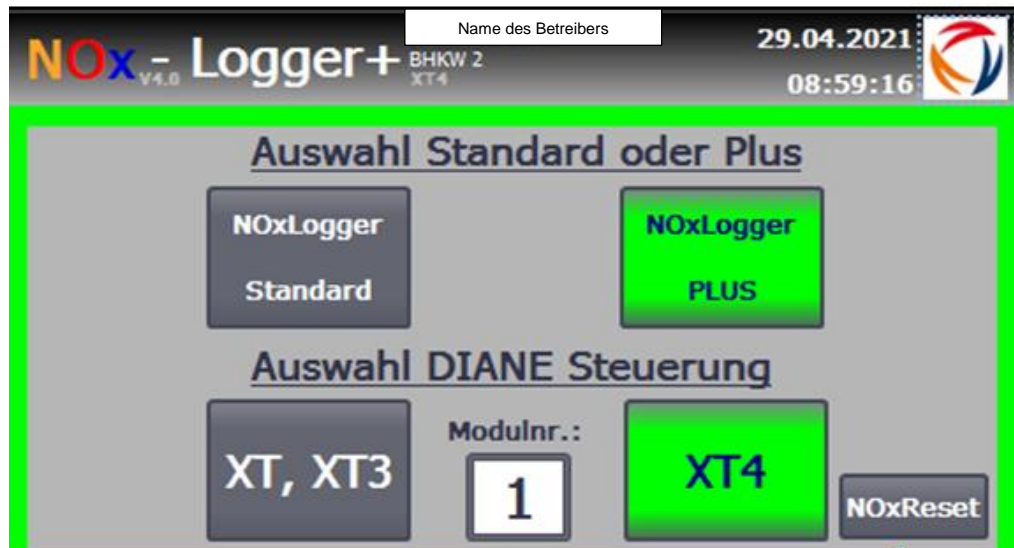 Name des Betreibers
NOx - Logger+
V4.0
BHKW 2
XT4
29.04.2021
08:59:16
Auswahl Standard oder Plus
NOxLogger
Standard
NOxLogger
PLUS
Auswahl DIANE Steuerung
XT, XT3
Modulnr.:
1
XT4
NOxReset